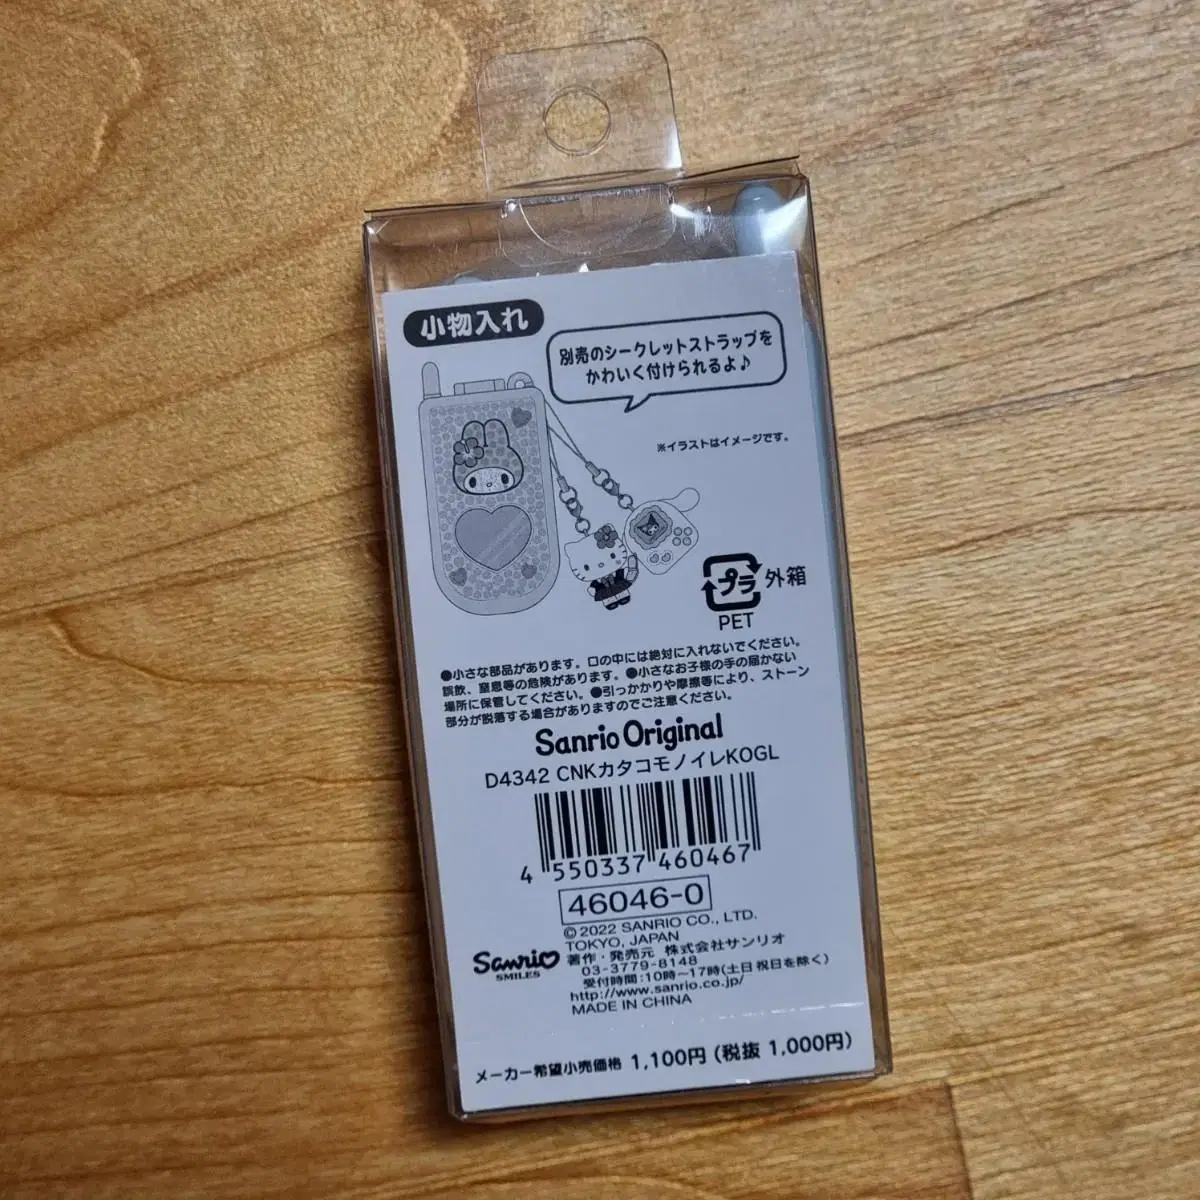 小物入れ
別売のシークレットストラップを
かわいく付けられるよ♪
※イラストはイメージです。
プラ 外箱
PET
●小さな部品があります。口の中には絶対に入れないでください。
誤飲、窒息等の危険があります。●小さなお子様の手の届かない
場所に保管してください。●引っかかりや摩擦等により、ストーン
部分が脱落する場合がありますのでご注意ください。
Sanrio Original
D4342 CNKカタコモノイレKOGL
4 550337 460467
46046-0
© 2022 SANRIO CO., LTD.
TOKYO, JAPAN
著作・発売元 株式会社サンリオ
03-3779-8148
受付時間:10時～17時(土日祝日を除く)
http://www.sanrio.co.jp/
MADE IN CHINA
Sanrio
SMILES
メーカー希望小売価格 1,100円 (税抜 1,000円)